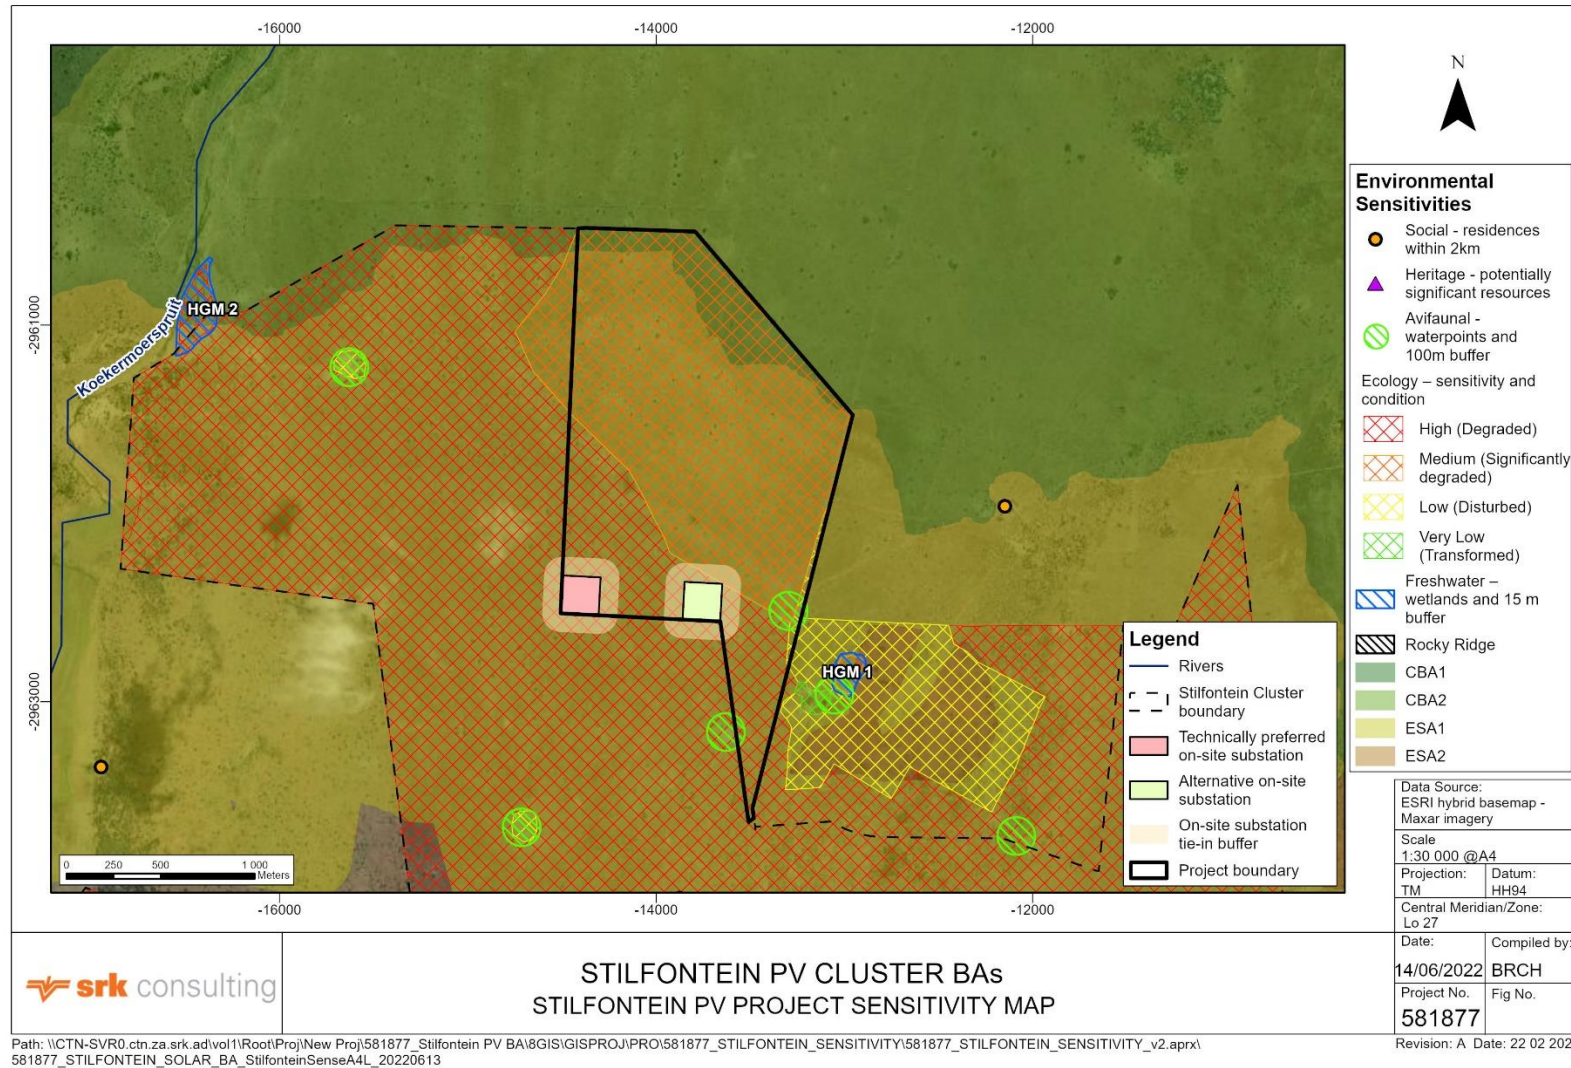 -16000
-14000
-12000
-2961000
-2963000
HGM 2
Koekermoerspruit
HGM 1
0 250 500 1 000
Meters
-16000
-14000
-12000
N
Environmental
Sensitivities
Social - residences
within 2km
Heritage - potentially
significant resources
Avifaunal -
waterpoints and
100m buffer
Ecology – sensitivity and
condition
High (Degraded)
Medium (Significantly
degraded)
Low (Disturbed)
Very Low
(Transformed)
Freshwater –
wetlands and 15 m
buffer
Rocky Ridge
CBA1
CBA2
ESA1
ESA2
Legend
Rivers
Stilfontein Cluster
boundary
Technically preferred
on-site substation
Alternative on-site
substation
On-site substation
tie-in buffer
Project boundary
Data Source:
ESRI hybrid basemap -
Maxar imagery
Scale
1:30 000 @A4
Projection: Datum:
TM HH94
Central Meridian/Zone:
Lo 27
Date: Compiled by:
14/06/2022 BRCH
Project No. Fig No.
581877
srk consulting
STILFONTEIN PV CLUSTER BAs
STILFONTEIN PV PROJECT SENSITIVITY MAP
Path: \\CTN-SVR0.ctn.za.srk.ad\vol1\Root\Proj\New Proj\581877_Stilfontein PV BA\8GIS\GISPROJ\PRO\581877_STILFONTEIN_SENSITIVITY\581877_STILFONTEIN_SENSITIVITY_v2.aprx\
581877_STILFONTEIN_SOLAR_BA_StilfonteinSenseA4L_20220613
Revision: A Date: 22 02 202